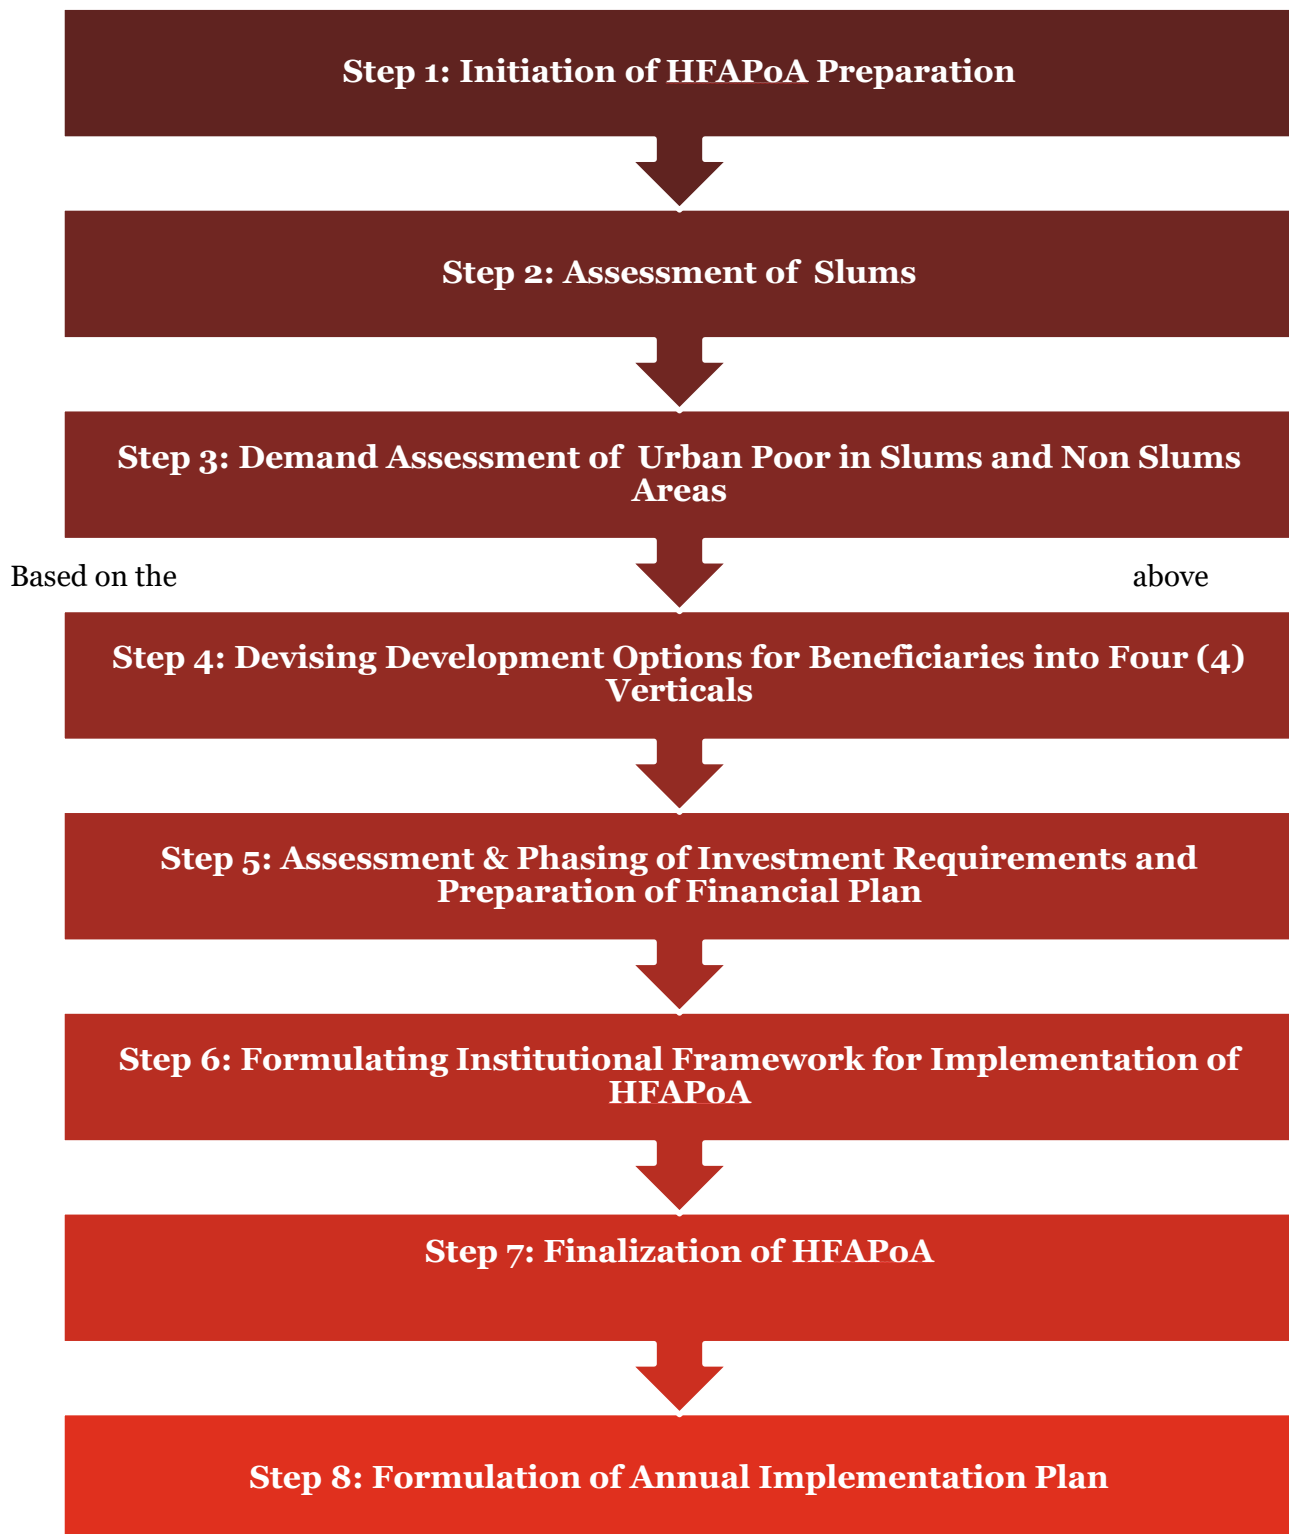 Step 1: Initiation of HFAPoA Preparation
Step 2: Assessment of  Slums
Step 3: Demand Assessment of  Urban Poor in Slums and Non Slums
Areas
Based on the above
Step 4: Devising Development Options for Beneficiaries into Four (4)
Verticals
Step 5: Assessment & Phasing of Investment Requirements and
Preparation of Financial Plan
Step 6: Formulating Institutional Framework for Implementation of
HFAPoA
Step 7: Finalization of HFAPoA
Step 8: Formulation of Annual Implementation Plan